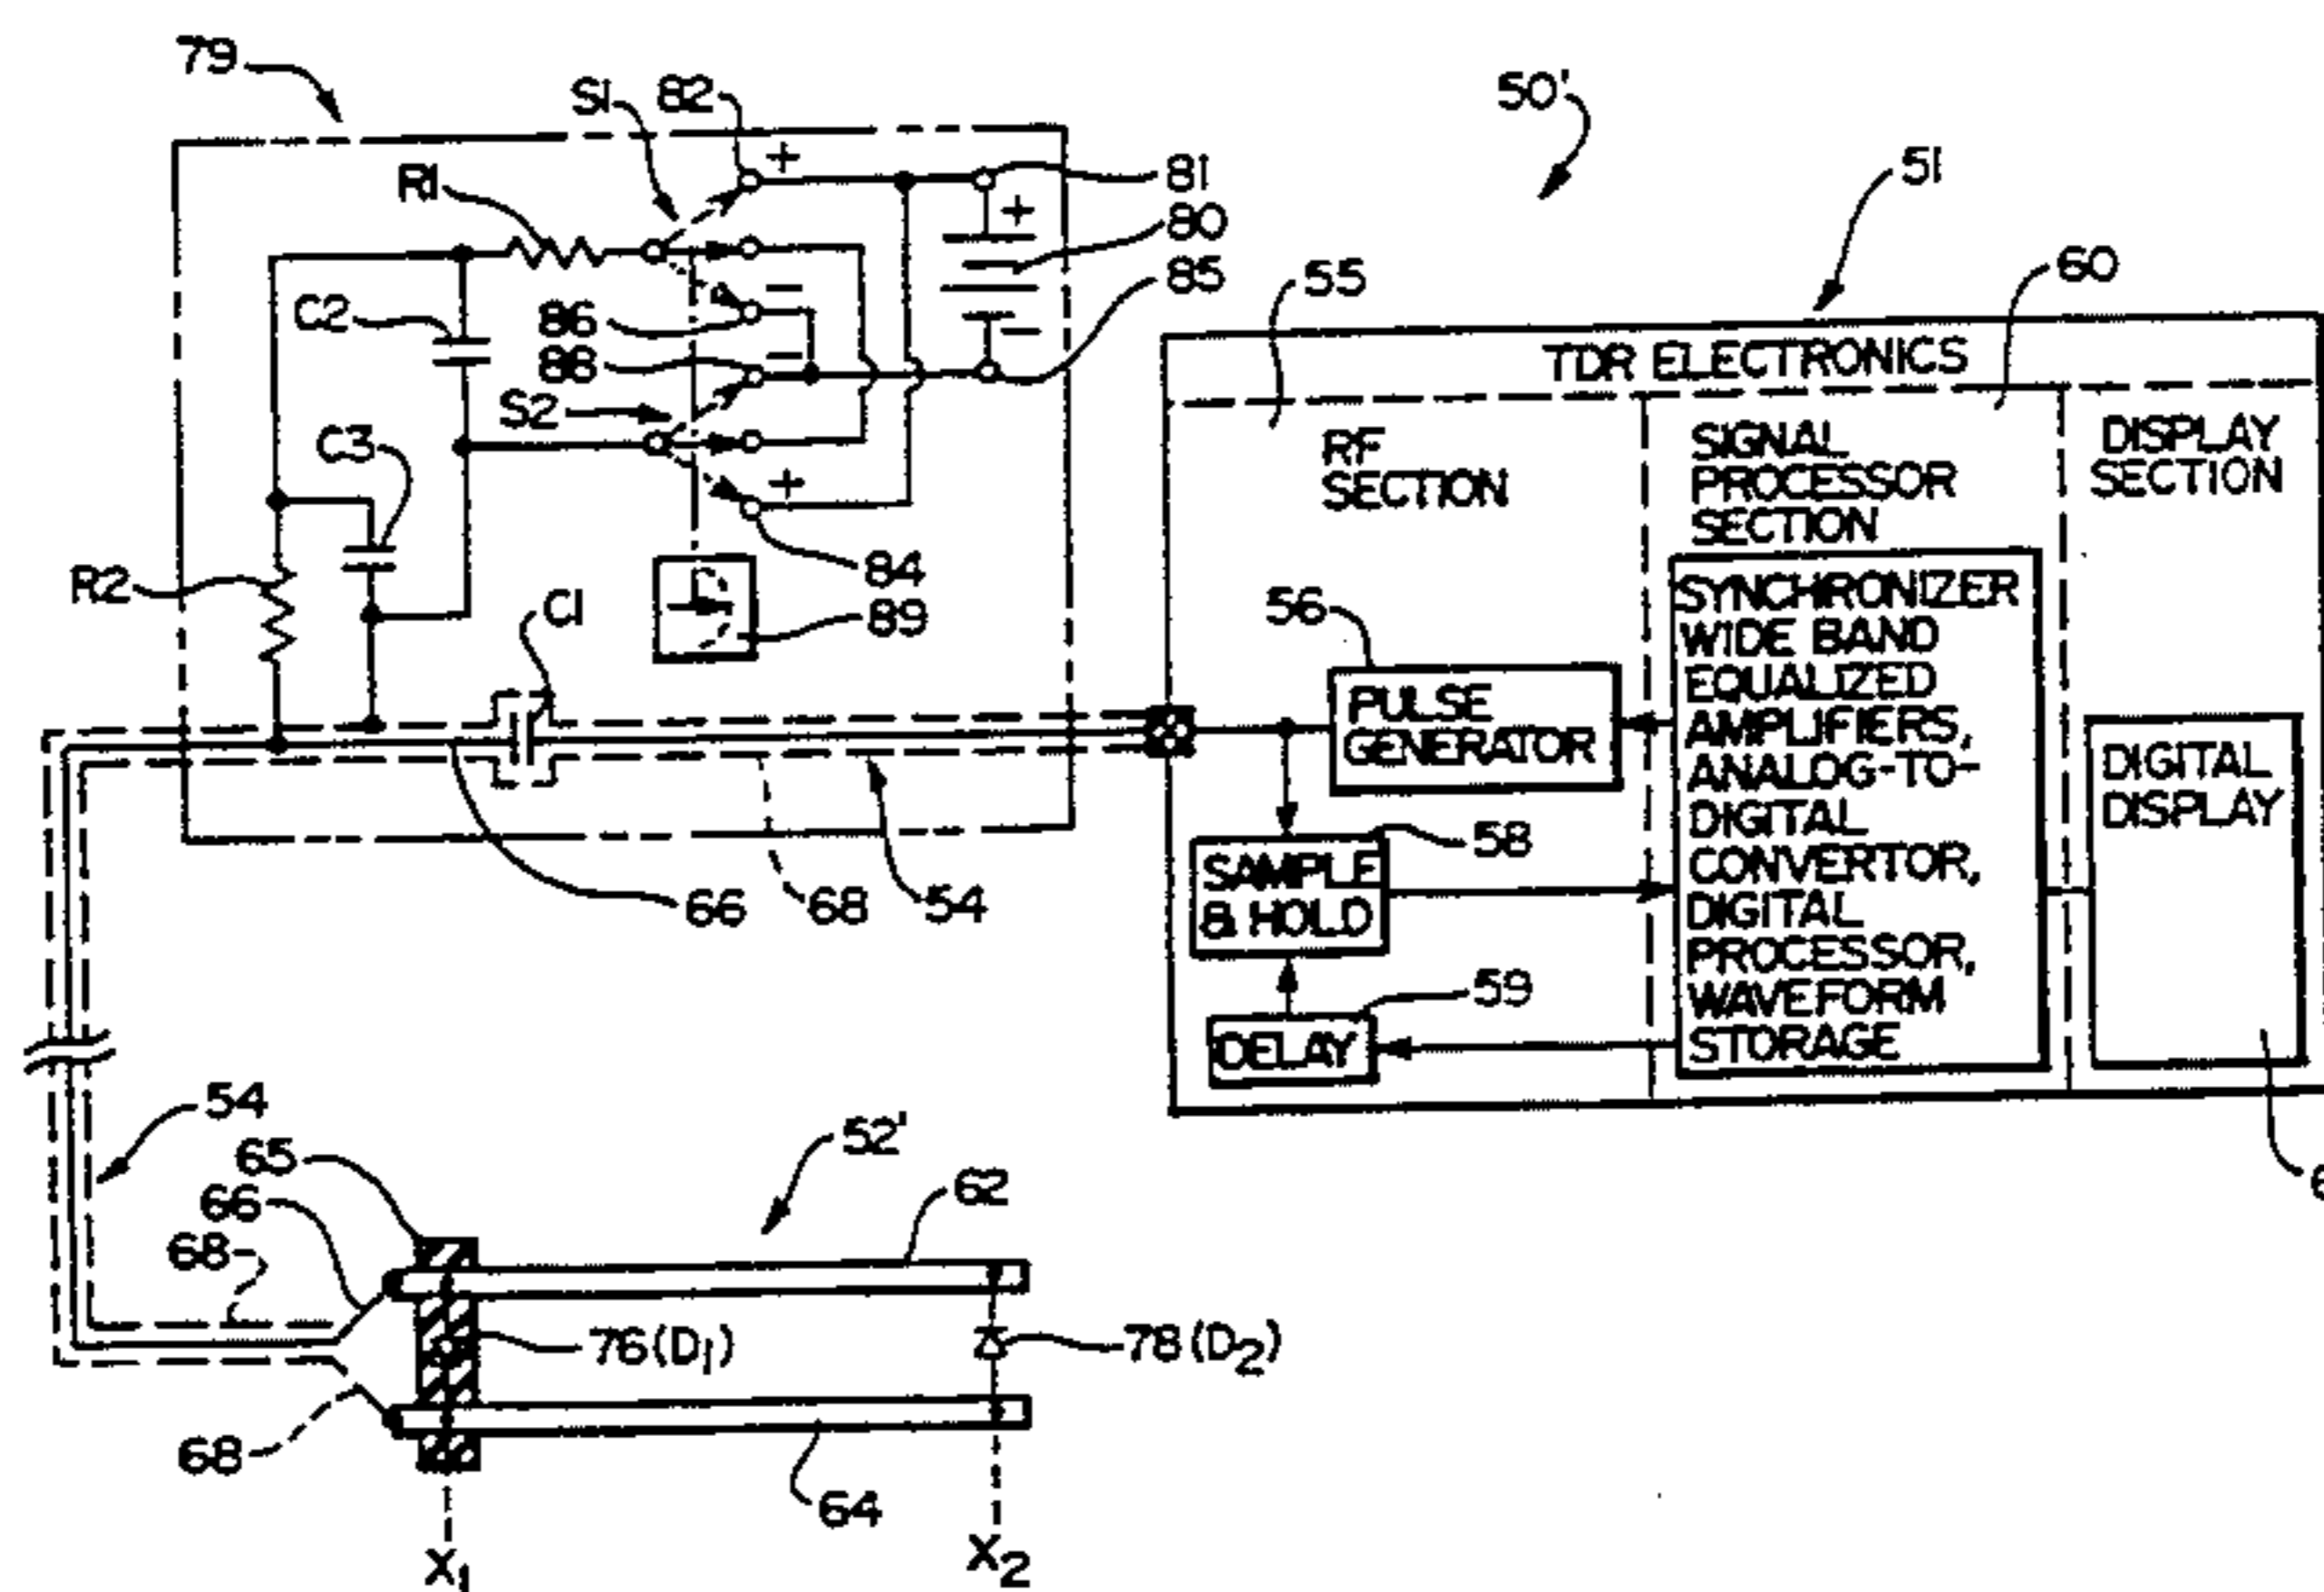 79
S1
82
+
50'
51
R1
81
+
80
60
C2
86
-
85
55
88
-
-
TDR ELECTRONICS
S2
C3
RF
SECTION
SIGNAL
PROCESSOR
SECTION
DISPLAY
SECTION
+
84
R2
C1
89
56
SYNCHRONIZER
WIDE BAND
EQUALIZED
AMPLIFIERS,
ANALOG-TO-
DIGITAL
CONVERTOR,
DIGITAL
PROCESSOR,
WAVEFORM
STORAGE
PULSE
GENERATOR
DIGITAL
DISPLAY
58
SAMPLE
& HOLD
66
68
54
59
DELAY
54
52'
65
62
66
68
76(D1)
78(D2)
68
64
X1
X2